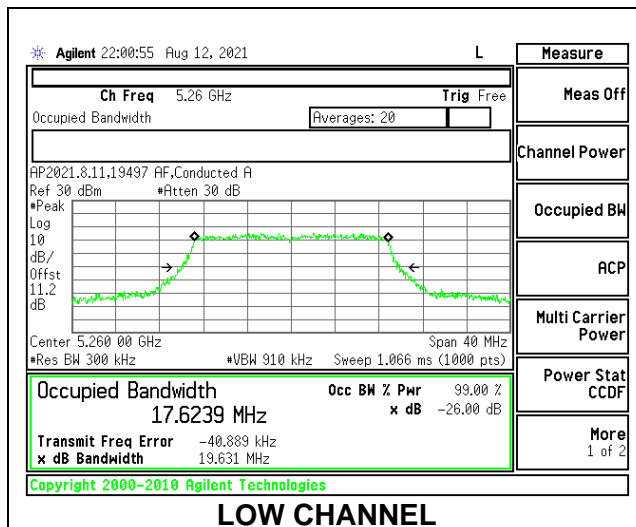 Agilent 22:00:55 Aug 12, 2021 L
Measure
Ch Freq 5.26 GHz Trig Free
Meas Off
Occupied Bandwidth Averages: 20
Channel Power
AP2021.8.11,19497 AF,Conducted A
Ref 30 dBm #Atten 30 dB
#Peak
Occupied BW
Log
10
dB/
ACP
Offst
11.2
dB
Multi Carrier
Power
Center 5.260 00 GHz Span 40 MHz
#Res BW 300 kHz #VBW 910 kHz Sweep 1.066 ms (1000 pts)
Power Stat
CCDF
Occupied Bandwidth Occ BW % Pwr 99.00 %
17.6239 MHz x dB -26.00 dB
Transmit Freq Error -40.889 kHz
x dB Bandwidth 19.631 MHz
More
1 of 2
Copyright 2000-2010 Agilent Technologies
LOW CHANNEL